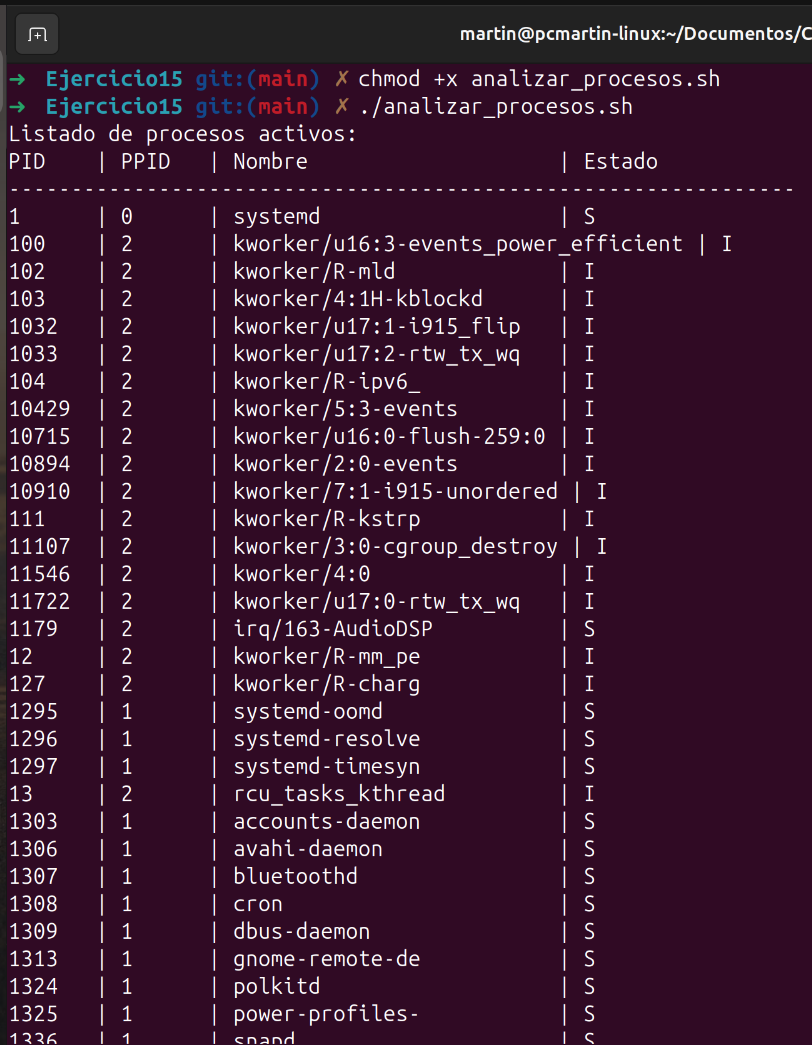 martin@pcmartin-linux:~/Documentos/C
➜ Ejercicio15 git:(main) ✗ chmod +x analizar_procesos.sh
➜ Ejercicio15 git:(main) ✗ ./analizar_procesos.sh
Listado de procesos activos:
PID | PPID | Nombre | Estado
---------------------------------------------------------------
1 | 0 | systemd | S
100 | 2 | kworker/u16:3-events_power_efficient | I
102 | 2 | kworker/R-mld | I
103 | 2 | kworker/4:1H-kblockd | I
1032 | 2 | kworker/u17:1-i915_flip | I
1033 | 2 | kworker/u17:2-rtw_tx_wq | I
104 | 2 | kworker/R-ipv6_ | I
10429 | 2 | kworker/5:3-events | I
10715 | 2 | kworker/u16:0-flush-259:0 | I
10894 | 2 | kworker/2:0-events | I
10910 | 2 | kworker/7:1-i915-unordered | I
111 | 2 | kworker/R-kstrp | I
11107 | 2 | kworker/3:0-cgroup_destroy | I
11546 | 2 | kworker/4:0 | I
11722 | 2 | kworker/u17:0-rtw_tx_wq | I
1179 | 2 | irq/163-AudioDSP | S
12 | 2 | kworker/R-mm_pe | I
127 | 2 | kworker/R-charg | I
1295 | 1 | systemd-oomd | S
1296 | 1 | systemd-resolve | S
1297 | 1 | systemd-timesyn | S
13 | 2 | rcu_tasks_kthread | I
1303 | 1 | accounts-daemon | S
1306 | 1 | avahi-daemon | S
1307 | 1 | bluetoothd | S
1308 | 1 | cron | S
1309 | 1 | dbus-daemon | S
1313 | 1 | gnome-remote-de | S
1324 | 1 | polkitd | S
1325 | 1 | power-profiles- | S
1336 | 1 | snapd | S